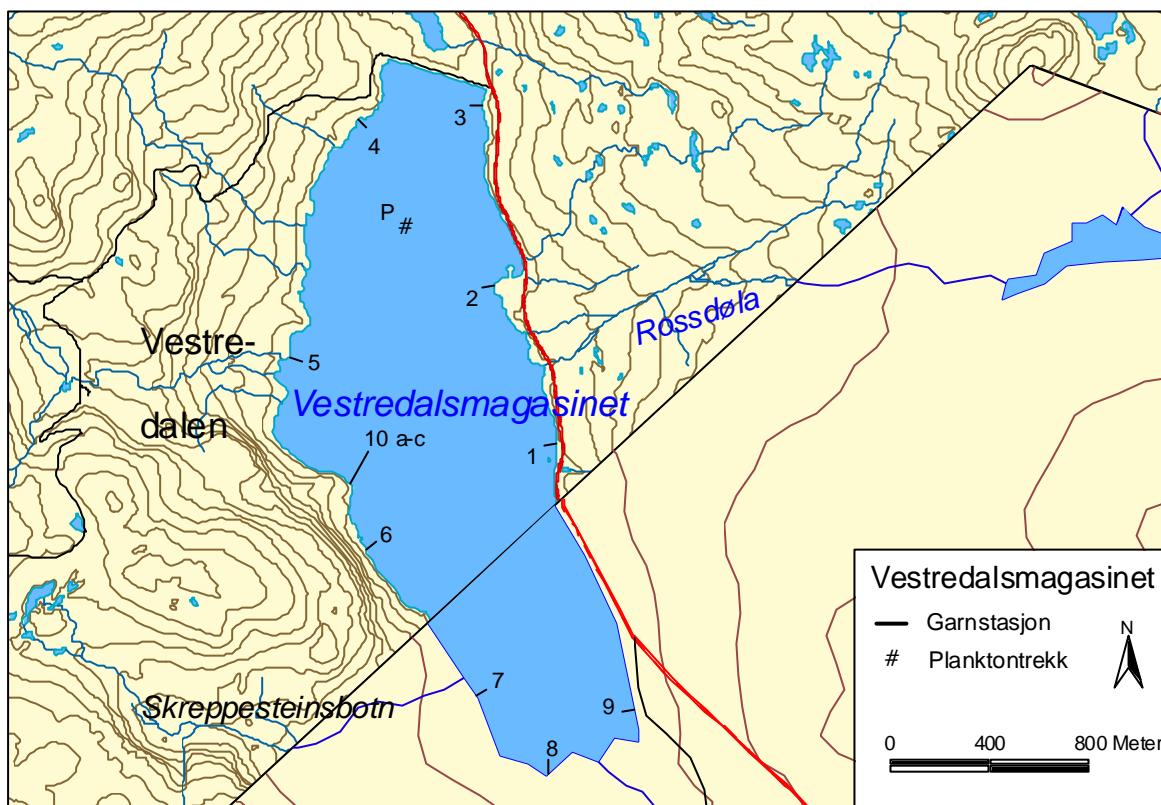 3
4
P
#
2
Rossdøla
Vestre-
5
Vestredalsmagasinet
dalen
10 a-c
1
6
Vestredalsmagasinet
Garnstasjon
N
# Planktontrekk
7
Skreppesteinsbotn
9
8
0 400 800 Meter